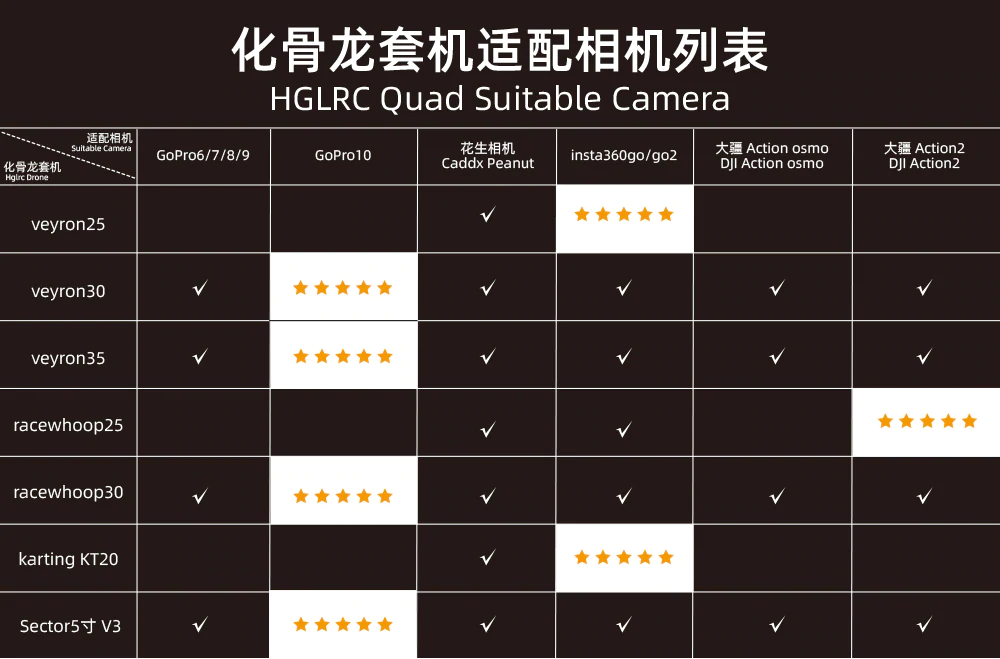 化骨龙套机适配相机列表
HGLRC Quad Suitable Camera
适配相机
Suitable Camera
化骨龙套机
Hglrc Drone
GoPro6/7/8/9
GoPro10
花生相机
Caddx Peanut
insta360go/go2
大疆 Action osmo
DJI Action osmo
大疆 Action2
DJI Action2
veyron25
veyron30
veyron35
racewhoop25
racewhoop30
karting KT20
Sector5寸 V3